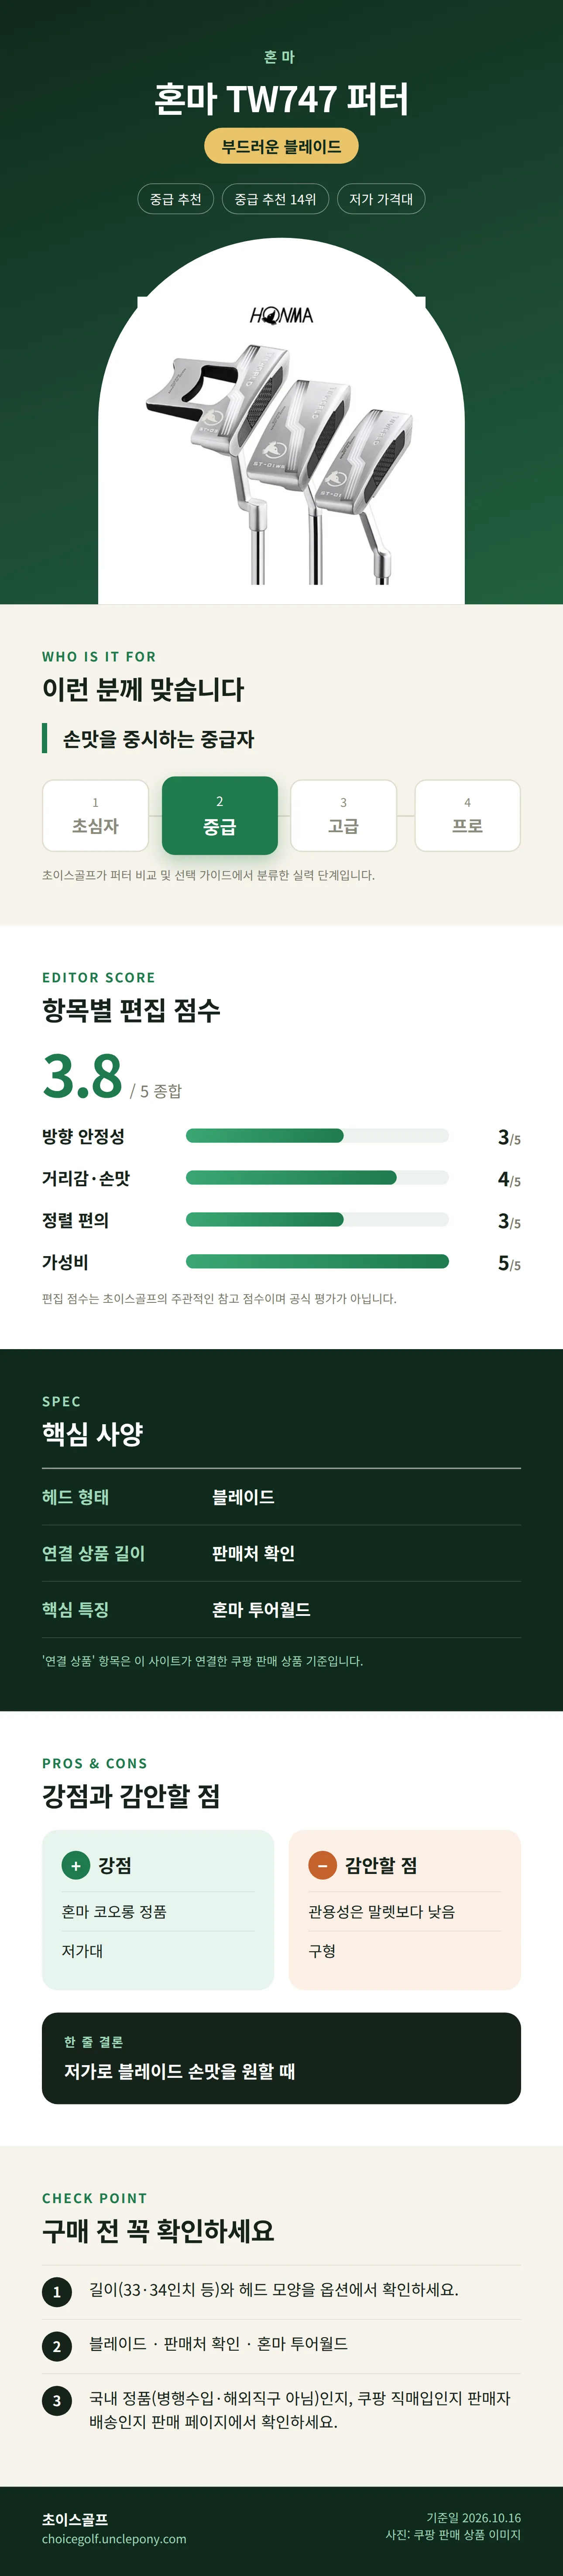 혼마
혼마 TW747 퍼터
부드러운 블레이드
중급 추천
중급 추천 14위
저가 가격대
HONMA
ST-01
WHO IS IT FOR
이런 분께 맞습니다
손맛을 중시하는 중급자
1
초심자
2
중급
3
고급
4
프로
초이스골프가 퍼터 비교 및 선택 가이드에서 분류한 실력 단계입니다.
EDITOR SCORE
항목별 편집 점수
3.8 / 5 종합
방향 안정성 3/5
거리감·손맛 4/5
정렬 편의 3/5
가성비 5/5
편집 점수는 초이스골프의 주관적인 참고 점수이며 공식 평가가 아닙니다.
SPEC
핵심 사양
헤드 형태 블레이드
연결 상품 길이 판매처 확인
핵심 특징 혼마 투어월드
'연결 상품' 항목은 이 사이트가 연결한 쿠팡 판매 상품 기준입니다.
PROS & CONS
강점과 감안할 점
+ 강점
혼마 코오롱 정품
저가대
− 감안할 점
관용성은 말렛보다 낮음
구형
한 줄 결론
저가로 블레이드 손맛을 원할 때
CHECK POINT
구매 전 꼭 확인하세요
1 길이(33·34인치 등)와 헤드 모양을 옵션에서 확인하세요.
2 블레이드 · 판매처 확인 · 혼마 투어월드
3 국내 정품(병행수입·해외직구 아님)인지, 쿠팡 직매입인지 판매자
배송인지 판매 페이지에서 확인하세요.
초이스골프
choicegolf.unclepony.com
기준일 2026.10.16
사진: 쿠팡 판매 상품 이미지